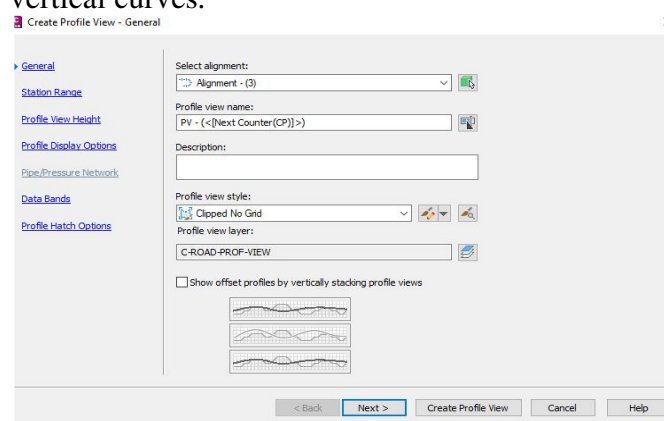 vertical curves.
Create Profile View - General
General
Station Range
Profile View Height
Profile Display Options
Pipe/Pressure Network
Data Bands
Profile Hatch Options
Select alignment:
Alignment - (3)
Profile view name:
PV - (<[Next Counter(CP)]>)
Description:
Profile view style:
Clipped No Grid
Profile view layer:
C-ROAD-PROF-VIEW
Show offset profiles by vertically stacking profile views
< Back Next > Create Profile View Cancel Help